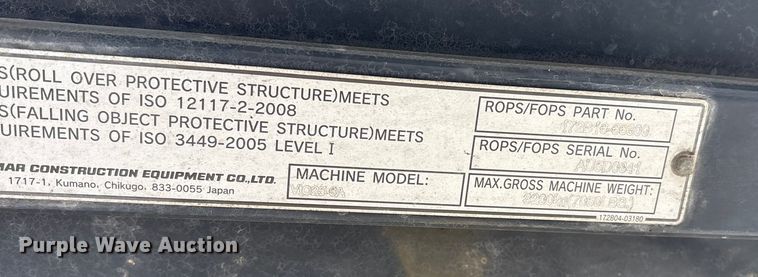 S(ROLL OVER PROTECTIVE STRUCTURE)MEETS
UIREMENTS OF ISO 12117-2-2008
S(FALLING OBJECT PROTECTIVE STRUCTURE)MEETS
UIREMENTS OF ISO 3449-2005 LEVEL I
MAR CONSTRUCTION EQUIPMENT CO.,LTD.
1717-1, Kumano, Chikugo, 833-0055 Japan
MACHINE MODEL:
ROPS/FOPS PART No.
ROPS/FOPS SERIAL No.
MAX.GROSS MACHINE WEIGHT:
172804-03180
Purple Wave Auction